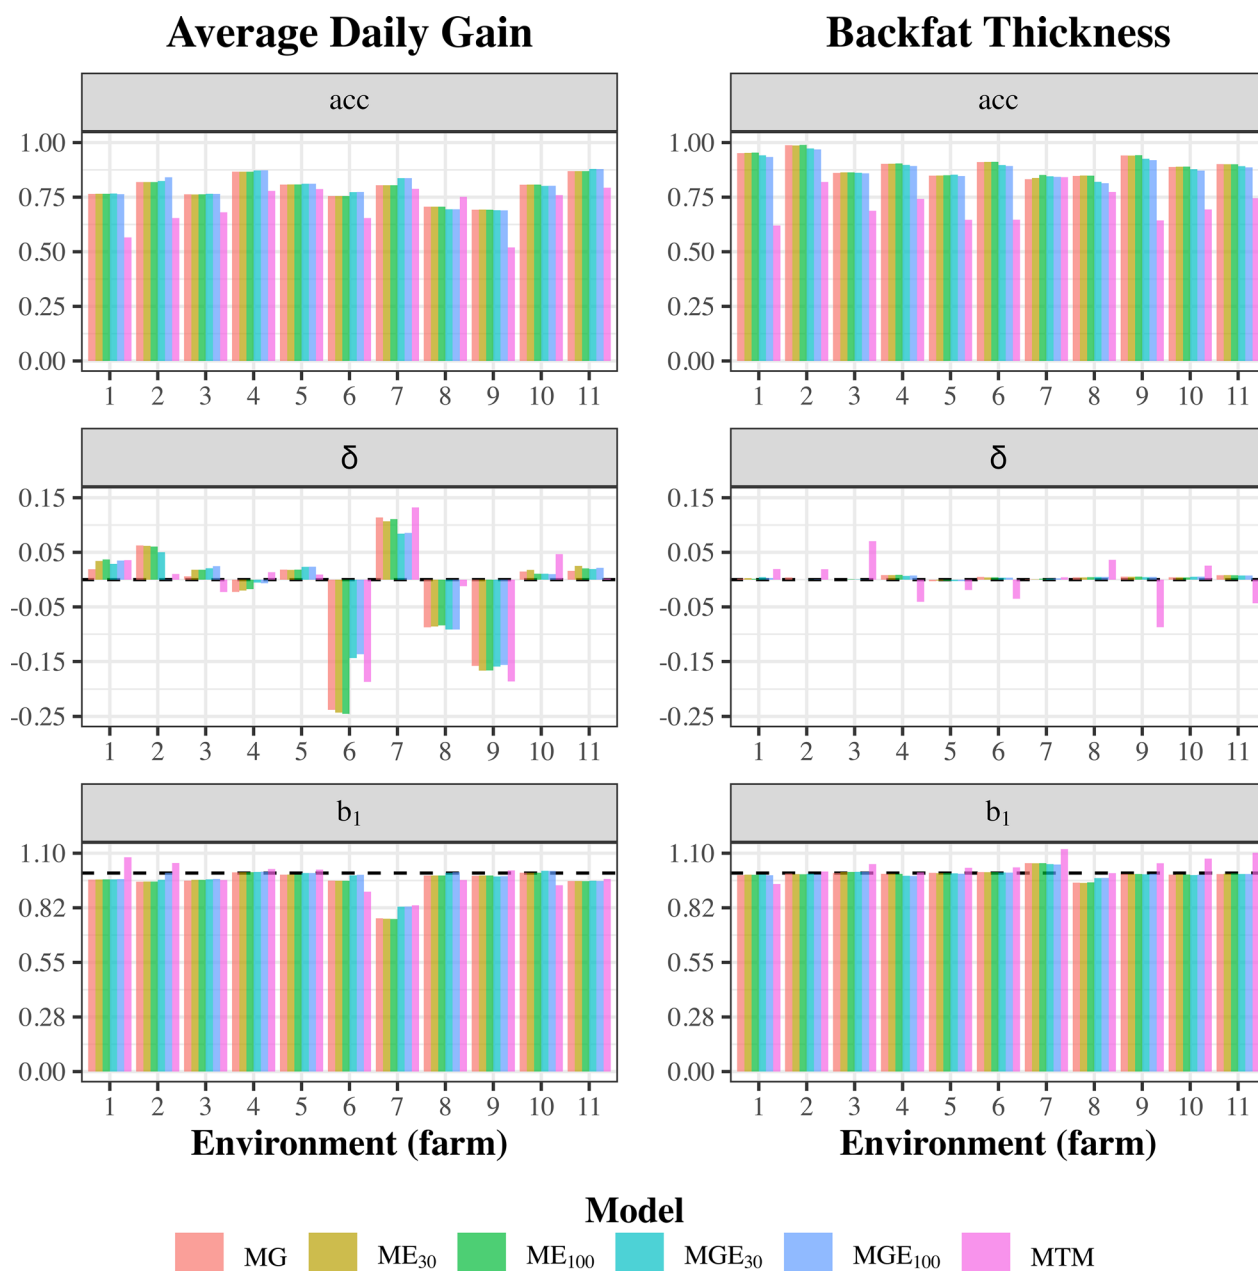 Average Daily Gain
Backfat Thickness
acc
acc
1.00
0.75
0.50
0.25
0.00
1 2 3 4 5 6 7 8 9 10 11
1.00
0.75
0.50
0.25
0.00
1 2 3 4 5 6 7 8 9 10 11
δ
δ
0.15
0.05
-0.05
-0.15
-0.25
1 2 3 4 5 6 7 8 9 10 11
0.15
0.05
-0.05
-0.15
-0.25
1 2 3 4 5 6 7 8 9 10 11
b₁
b₁
1.10
0.82
0.55
0.28
0.00
1 2 3 4 5 6 7 8 9 10 11
1.10
0.82
0.55
0.28
0.00
1 2 3 4 5 6 7 8 9 10 11
Environment (farm)
Environment (farm)
Model
MG ME₃₀ ME₁₀₀ MGE₃₀ MGE₁₀₀ MTM